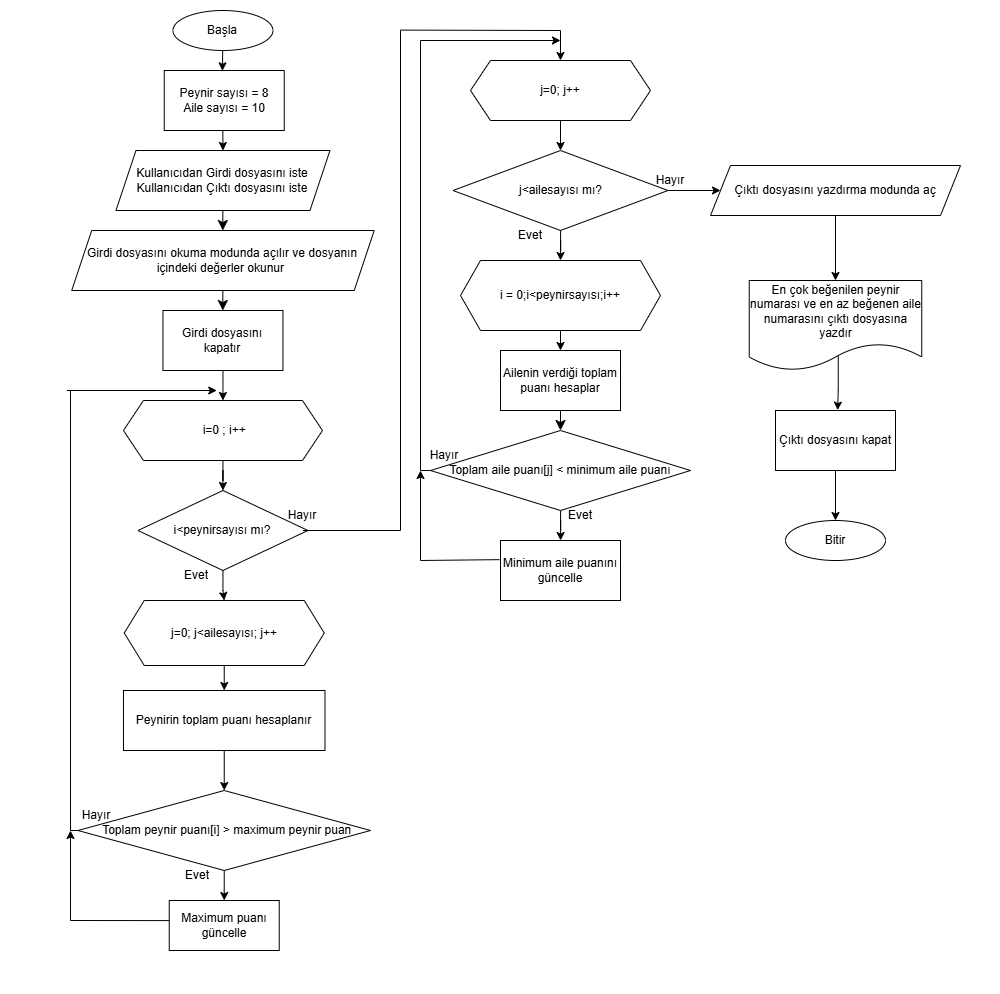 Başla
Peynir sayısı = 8
Aile sayısı = 10
Kullanıcıdan Girdi dosyasını iste
Kullanıcıdan Çıktı dosyasını iste
Girdi dosyasını okuma modunda açılır ve dosyanın
içindeki değerler okunur
Girdi dosyasını
kapatır
i=0 ; i++
i<peynirsayısı mı?
Hayır
Evet
j=0; j<ailesayısı; j++
Peynirin toplam puanı hesaplanır
Hayır
Toplam peynir puanı[i] > maximum peynir puan
Evet
Maximum puanı
güncelle
j=0; j++
j<ailesayısı mı?
Hayır
Evet
i = 0;i<peynirsayısı;i++
Ailenin verdiği toplam
puanı hesaplar
Hayır
Toplam aile puanı[j] < minimum aile puanı
Evet
Minimum aile puanını
güncelle
Çıktı dosyasını yazdırma modunda aç
En çok beğenilen peynir
numarası ve en az beğenen aile
numarasını çıktı dosyasına
yazdır
Çıktı dosyasını kapat
Bitir